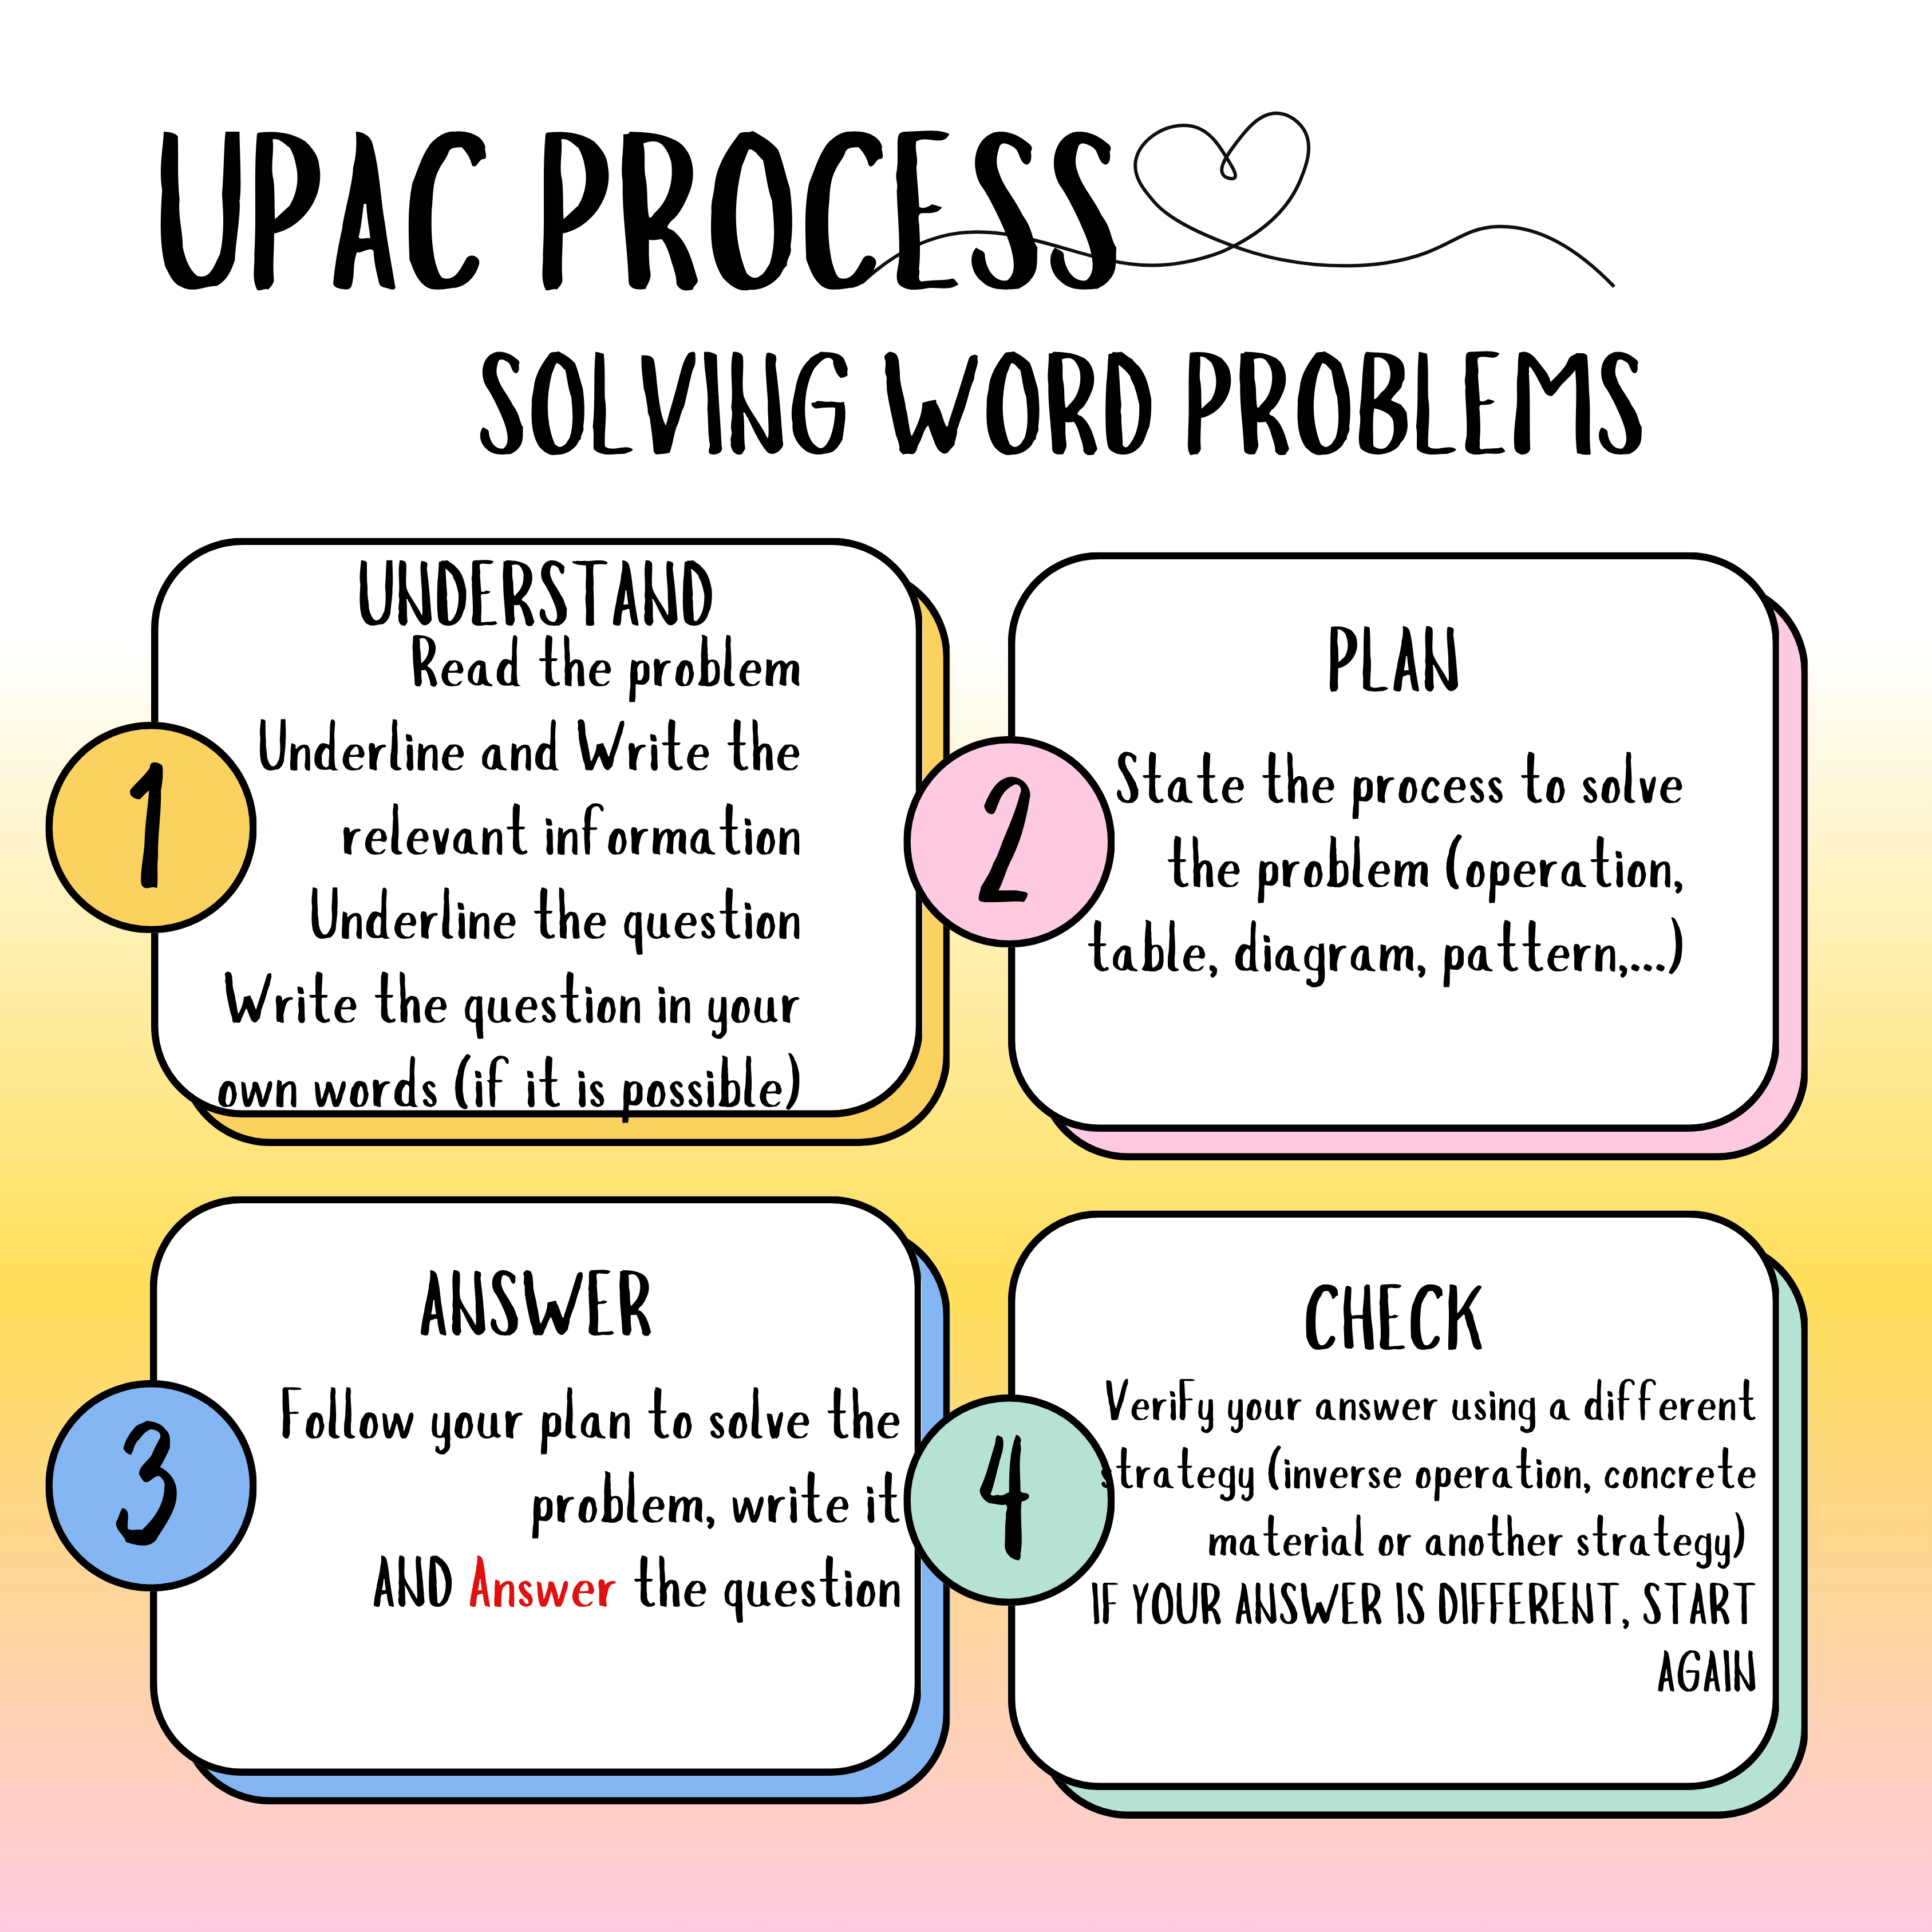 UPAC PROCESS
SOLVING WORD PROBLEMS
1
UNDERSTAND
Read the problem
Underline and Write the
relevant information
Underline the question
Write the question in your
own words (if it is possible)
2
PLAN
State the process to solve
the problem (operation,
table, diagram, pattern,...)
3
ANSWER
Follow your plan to solve the
problem, write it
AND Answer the question
4
CHECK
Verify your answer using a different
strategy (inverse operation, concrete
material or another strategy)
IF YOUR ANSWER IS DIFFERENT, START
AGAIN